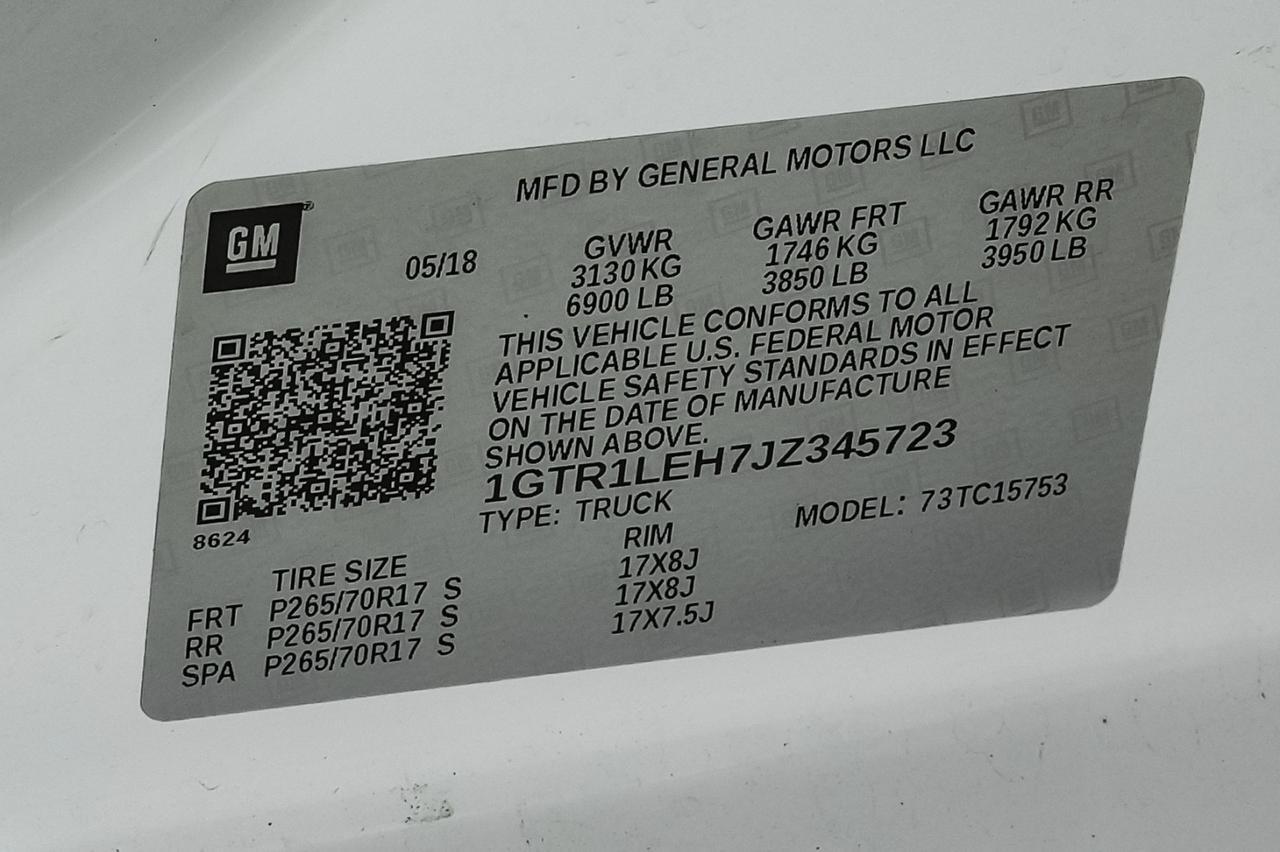 MFD BY GENERAL MOTORS LLC
GM
05/18
GVWR
3130 KG
6900 LB
GAWR FRT
1746 KG
3850 LB
GAWR RR
1792 KG
3950 LB
THIS VEHICLE CONFORMS TO ALL
APPLICABLE U.S. FEDERAL MOTOR
VEHICLE SAFETY STANDARDS IN EFFECT
ON THE DATE OF MANUFACTURE
SHOWN ABOVE.
1GTR1LEH7JZ345723
TYPE: TRUCK
MODEL: 73TC15753
8624
TIRE SIZE RIM
FRT P265/70R17 S 17X8J
RR P265/70R17 S 17X8J
SPA P265/70R17 S 17X7.5J